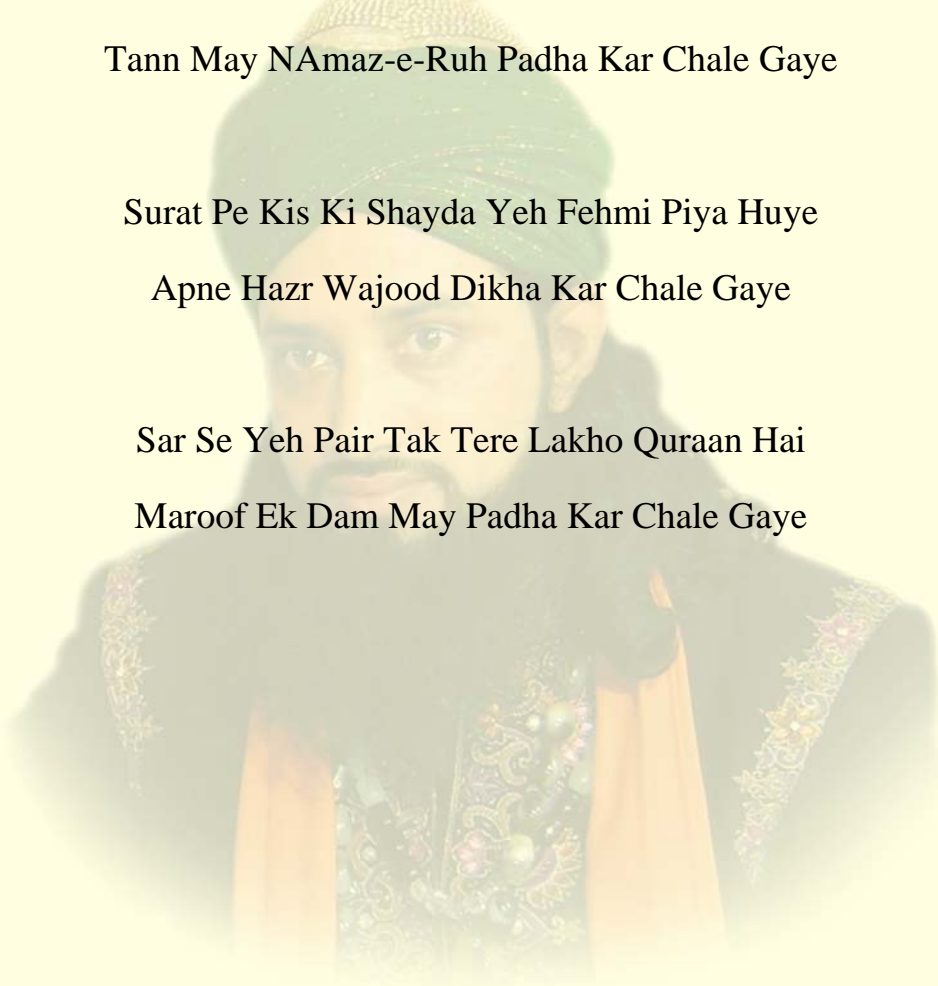 Tann May NAmaz-e-Ruh Padha Kar Chale Gaye
Surat Pe Kis Ki Shayda Yeh Fehmi Piya Huye
Apne Hazr Wajood Dikha Kar Chale Gaye
Sar Se Yeh Pair Tak Tere Lakho Quraan Hai
Maroof Ek Dam May Padha Kar Chale Gaye